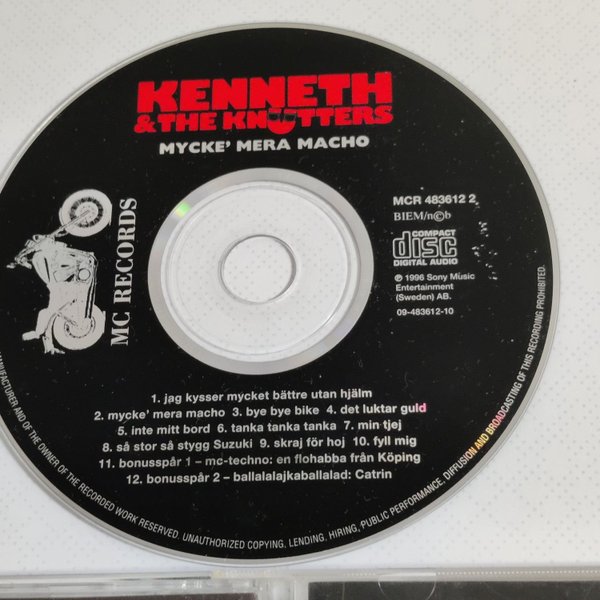 KENNETH
& THE KNUTTERS
MYCKE' MERA MACHO
MC RECORDS
MCR 483612 2
BIEM/n©b
COMPACT
disc
DIGITAL AUDIO
℗ 1996 Sony Music
Entertainment
(Sweden) AB.
09-483612-10
1. jag kysser mycket bättre utan hjälm
2. mycke' mera macho 3. bye bye bike 4. det luktar guld
5. inte mitt bord 6. tanka tanka tanka 7. min tjej
8. så stor så stygg Suzuki 9. skraj för hoj 10. fyll mig
11. bonusspår 1 – mc-techno: en flohabba från Köping
12. bonusspår 2 – ballalalajkaballalad: Catrin
MANUFACTURER AND OF THE OWNER OF THE RECORDED WORK RESERVED. UNAUTHORIZED COPYING, LENDING, HIRING, PUBLIC PERFORMANCE, DIFFUSION AND BROADCASTING OF THIS RECORDING PROHIBITED.